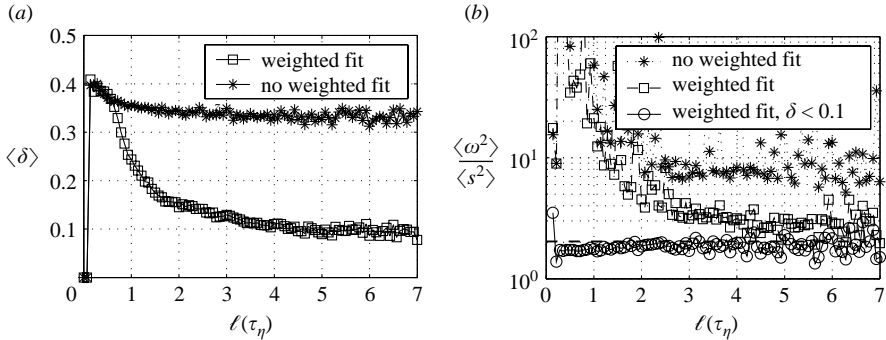 (a)
0.5
0.4
0.3
0.2
0.1
0 1 2 3 4 5 6 7
⟨δ⟩
ℓ(τη)
weighted fit
no weighted fit
(b)
10²
10¹
10⁰
0 1 2 3 4 5 6 7
⟨ω²⟩
⟨s²⟩
ℓ(τη)
no weighted fit
weighted fit
weighted fit, δ < 0.1